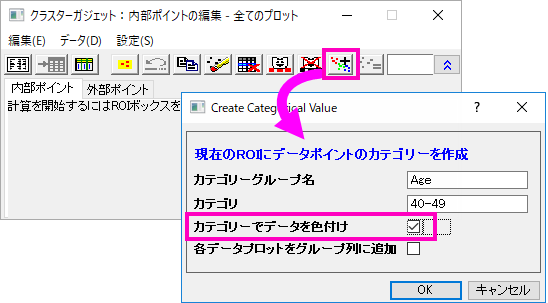 クラスターガジェット：内部ポイントの編集 - 全てのプロット
編集(E) データ(D) 設定(S)
内部ポイント 外部ポイント
計算を開始するにはROIボックスを
Create Categorical Value
現在のROIにデータポイントのカテゴリーを作成
カテゴリーグループ名 Age
カテゴリ 40-49
カテゴリーでデータを色付け
各データプロットをグループ列に追加
OK キャンセル